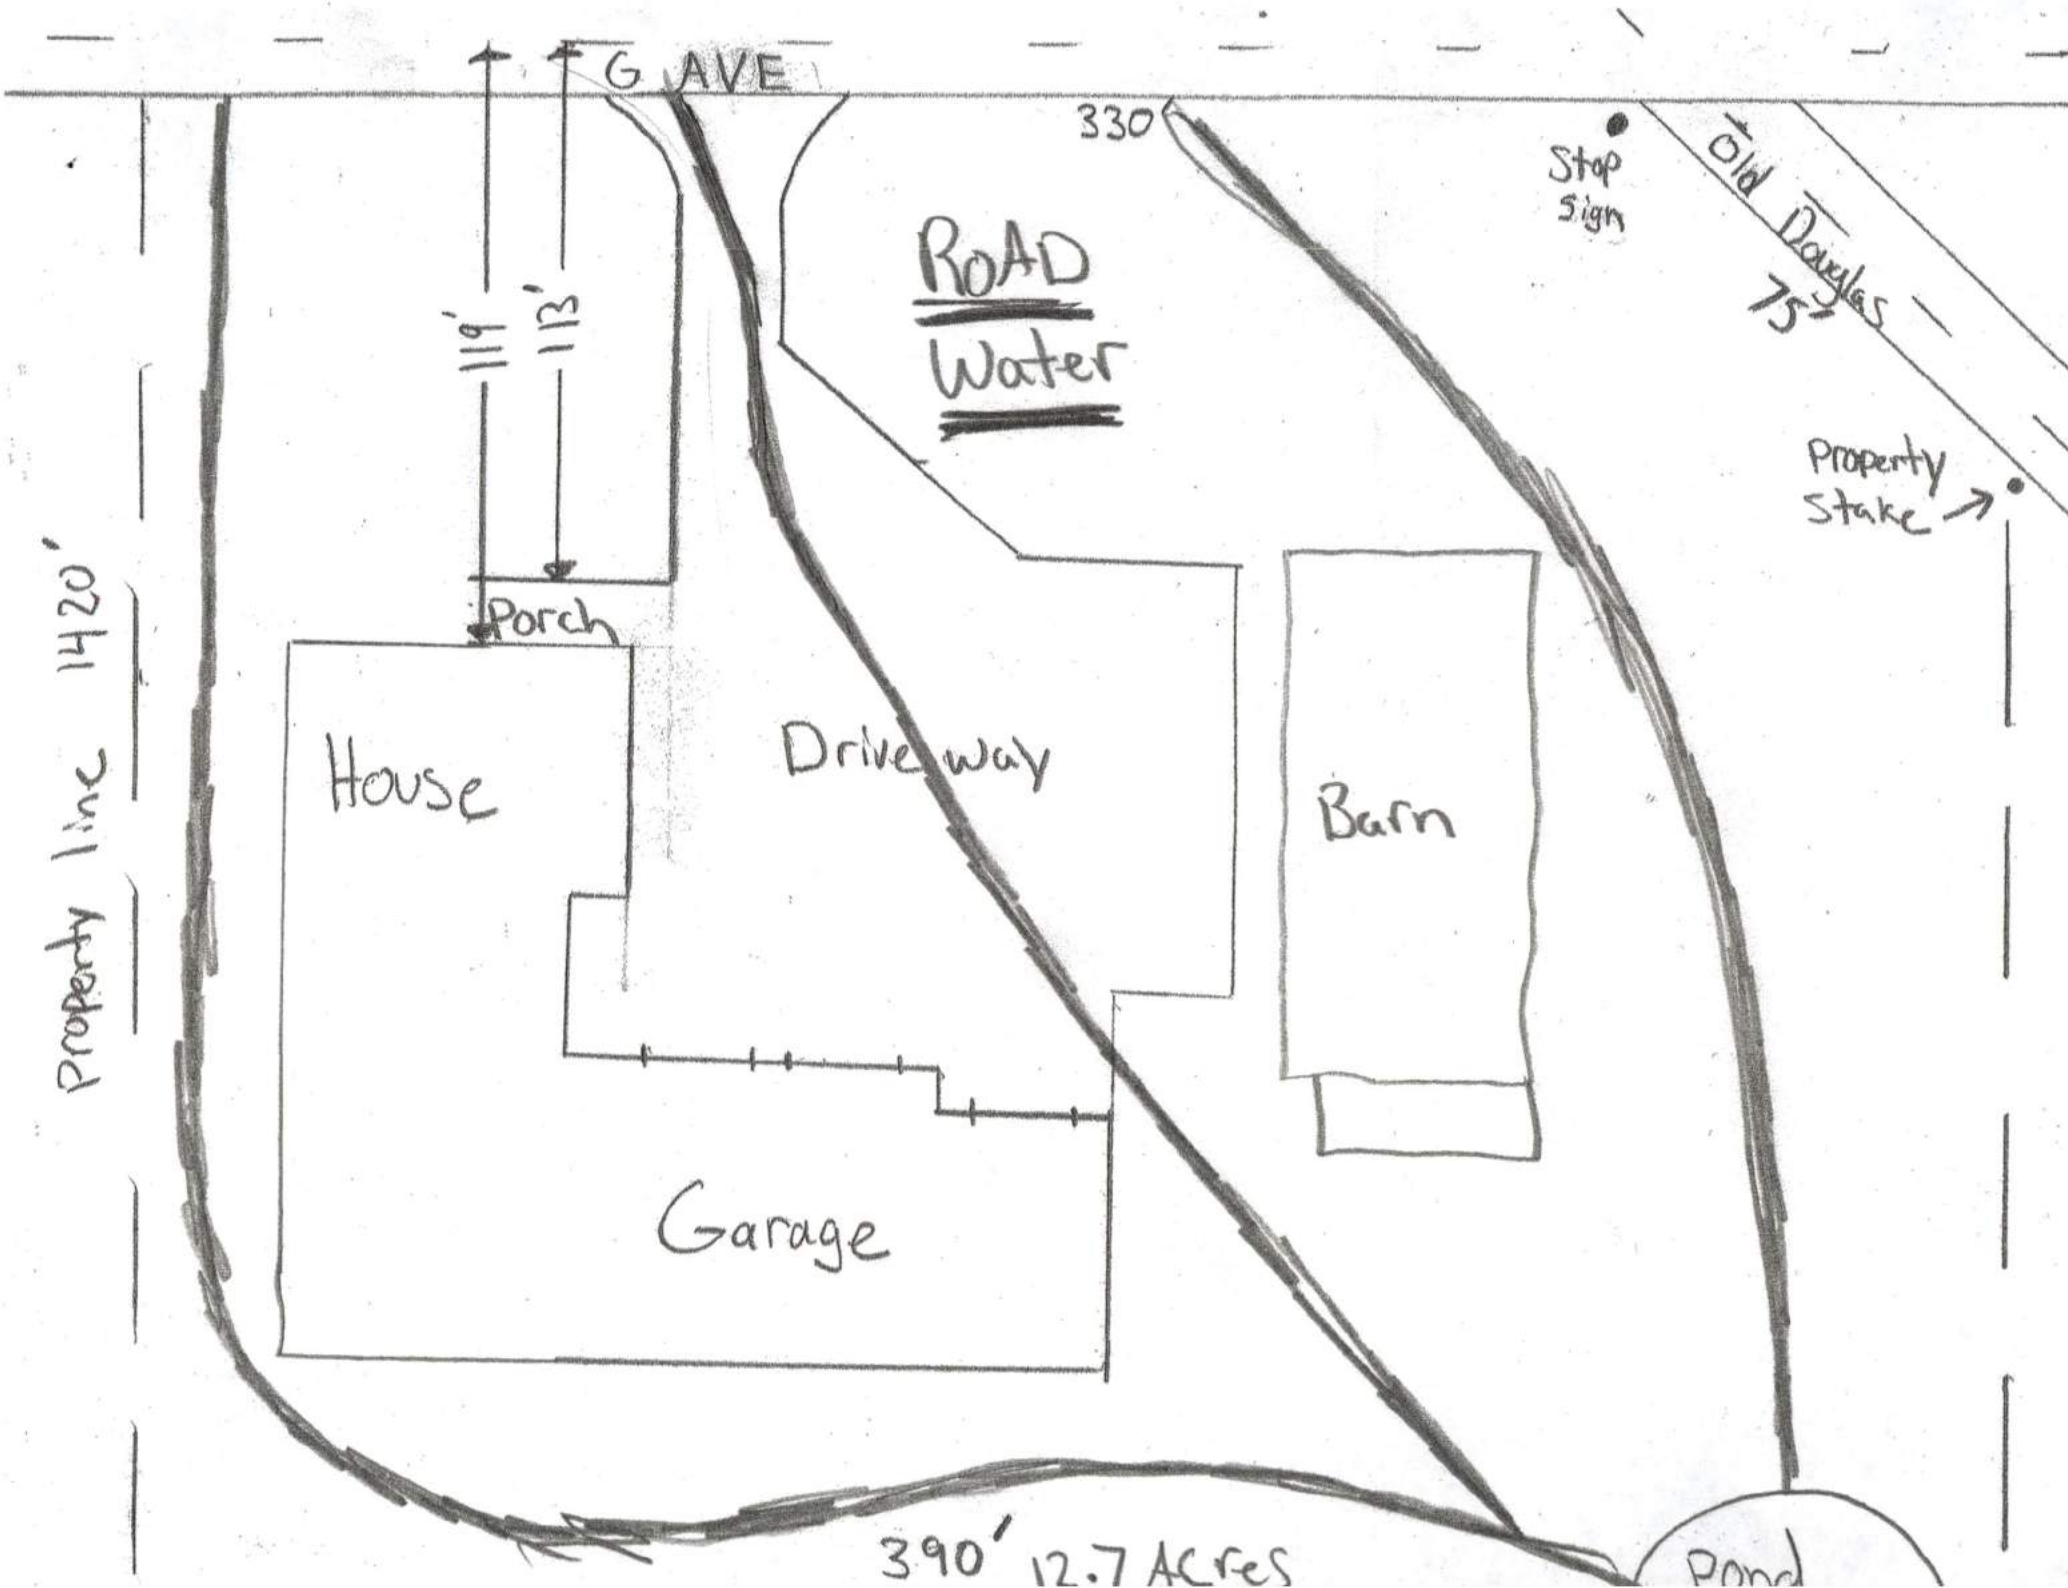 G AVE
330
Stop
Sign
Old Douglas
75'
119'
113'
ROAD
Water
Property
Stake
Porch
House
Driveway
Barn
Property line 1420'
Garage
390' 12.7 Acres
Pond